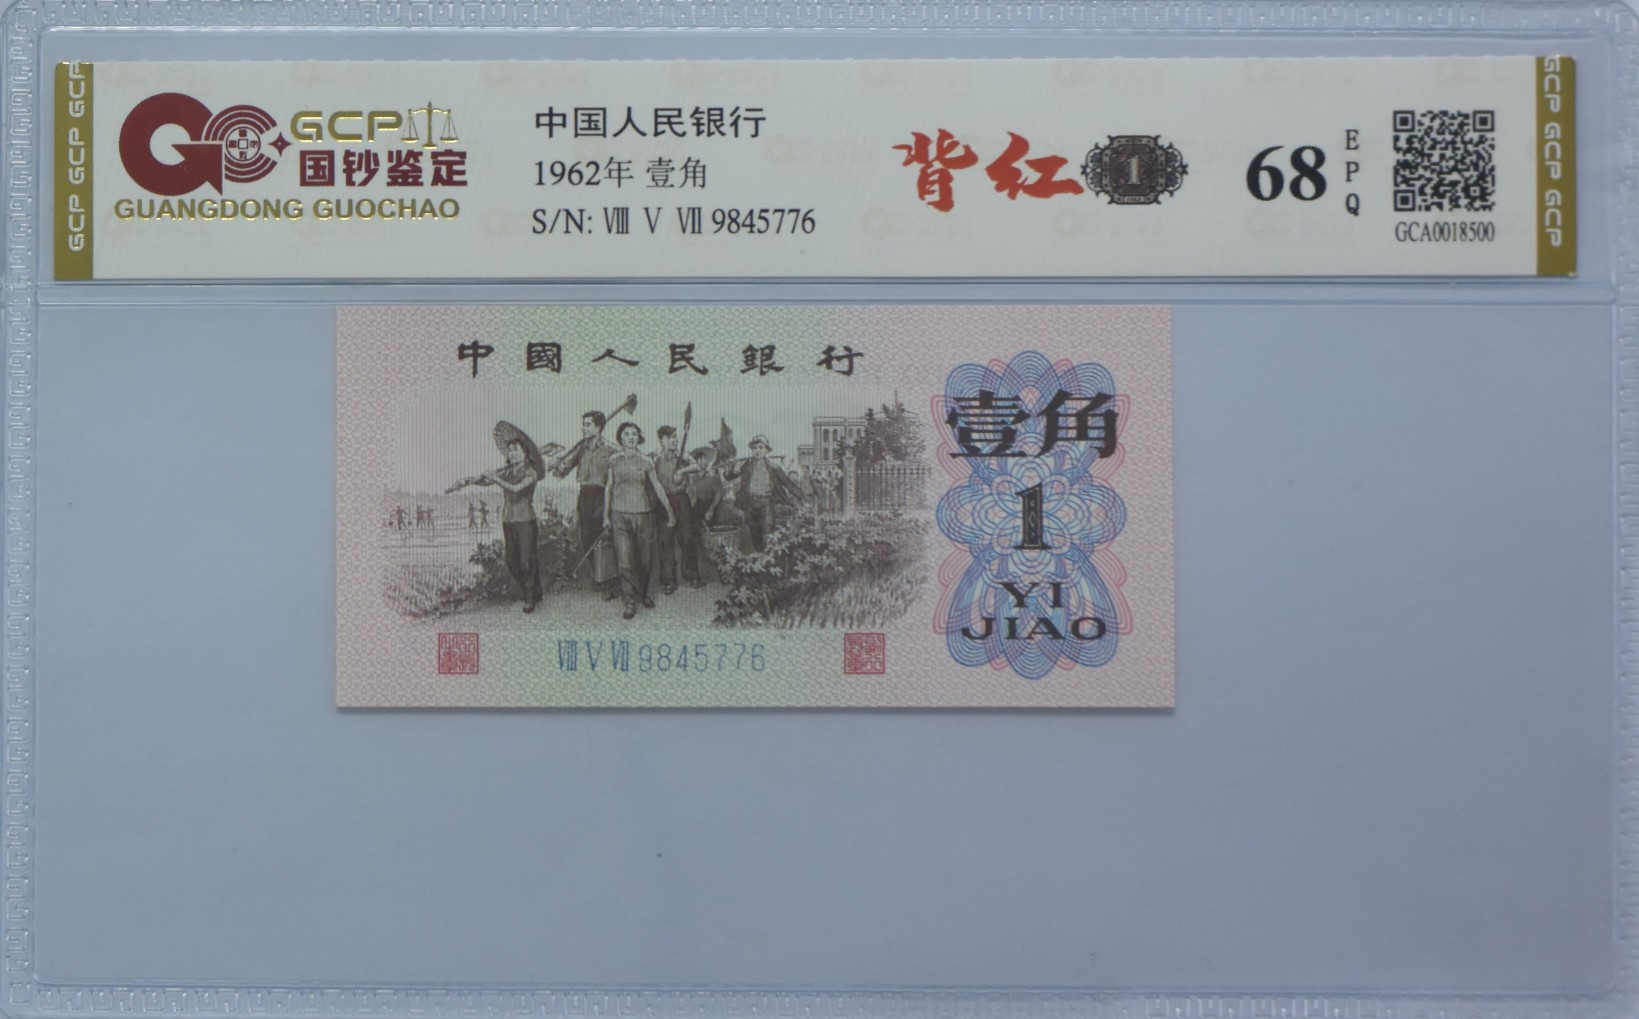 GCP GCP GCP
GCP
国钞鉴定
GUANGDONG GUOCHAO
中国人民银行
1962年 壹角
S/N: Ⅷ Ⅴ Ⅶ 9845776
背红
1
68
EPQ
GCA0018500
GCP GCP GCP
中國人民銀行
壹角
1
YI
JIAO
Ⅷ Ⅴ Ⅶ 9845776